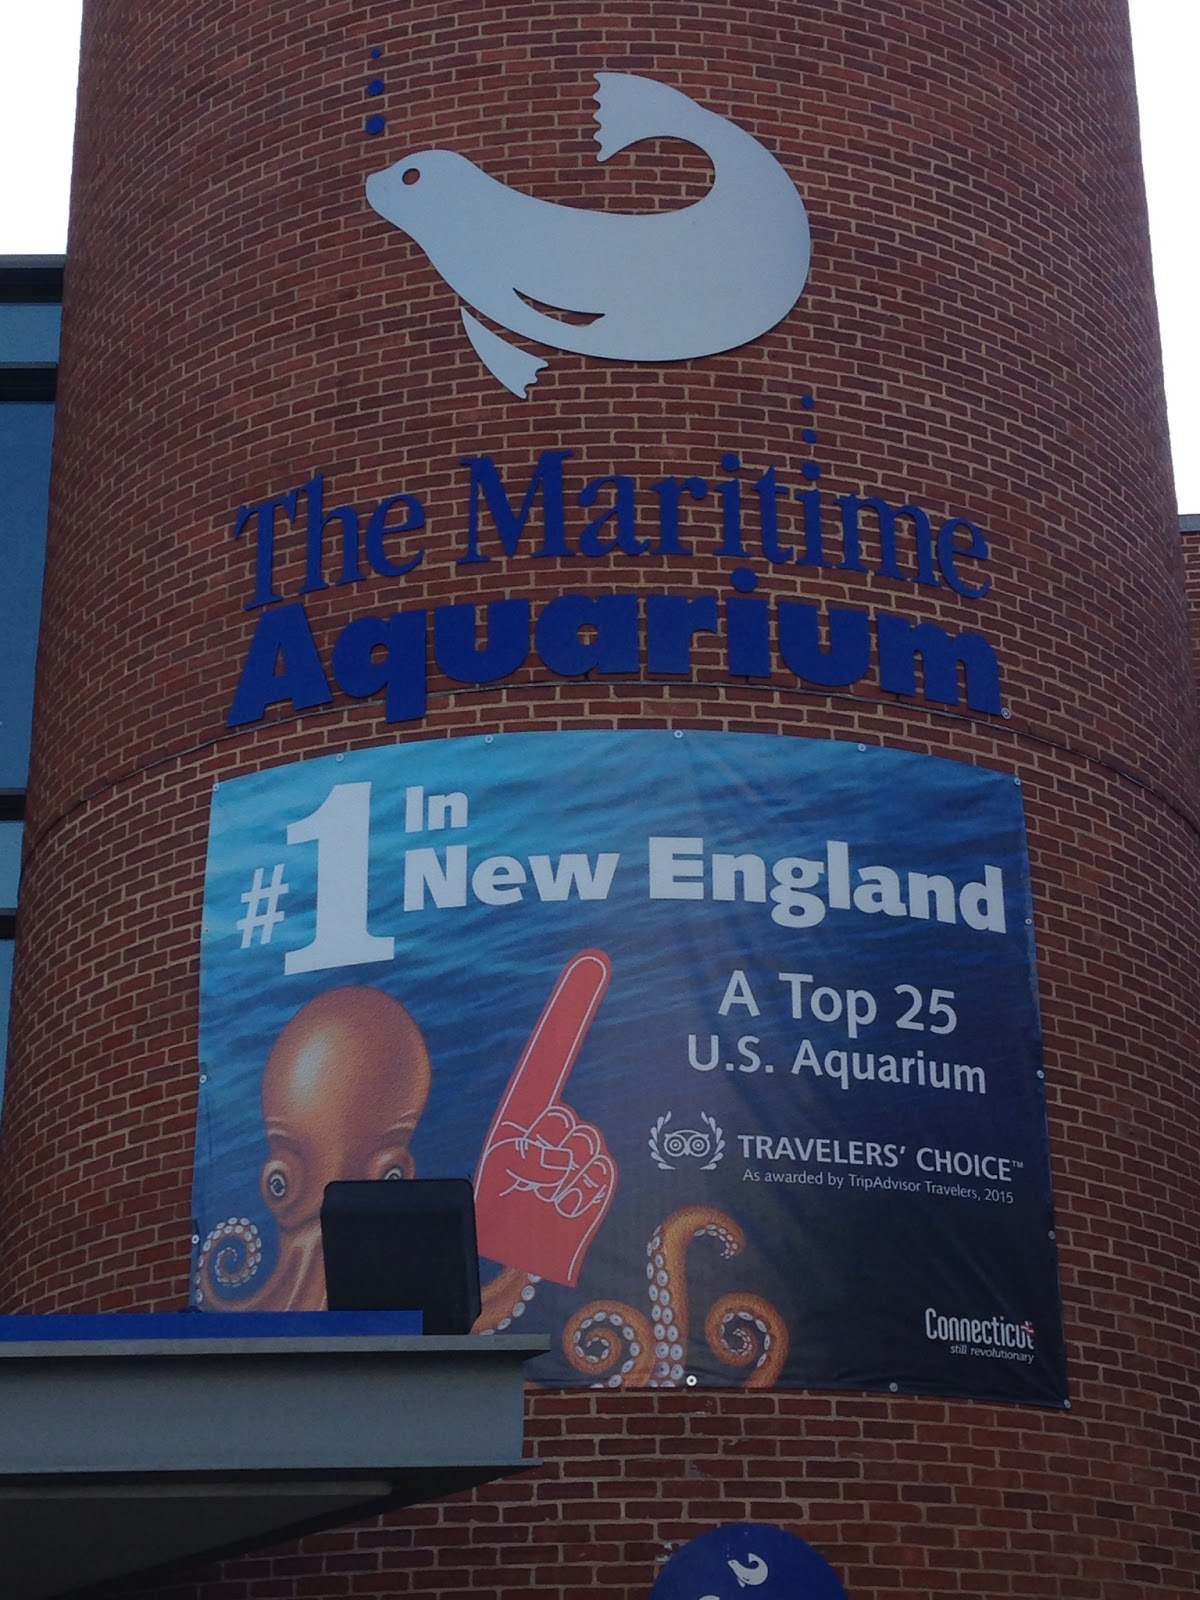 The Maritime
Aquarium®
#1 In
New England
A Top 25
U.S. Aquarium
TRAVELERS' CHOICE™
As awarded by TripAdvisor Travelers, 2015
Connecticut
still revolutionary